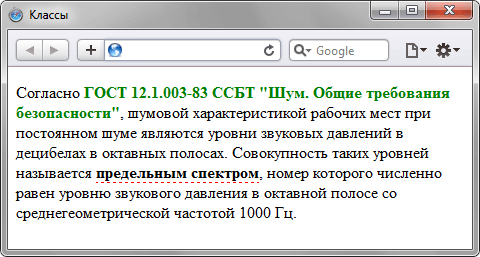 Классы
Google
Согласно ГОСТ 12.1.003-83 ССБТ "Шум. Общие требования
безопасности", шумовой характеристикой рабочих мест при
постоянном шуме являются уровни звуковых давлений в
децибелах в октавных полосах. Совокупность таких уровней
называется предельным спектром, номер которого численно
равен уровню звукового давления в октавной полосе со
среднегеометрической частотой 1000 Гц.